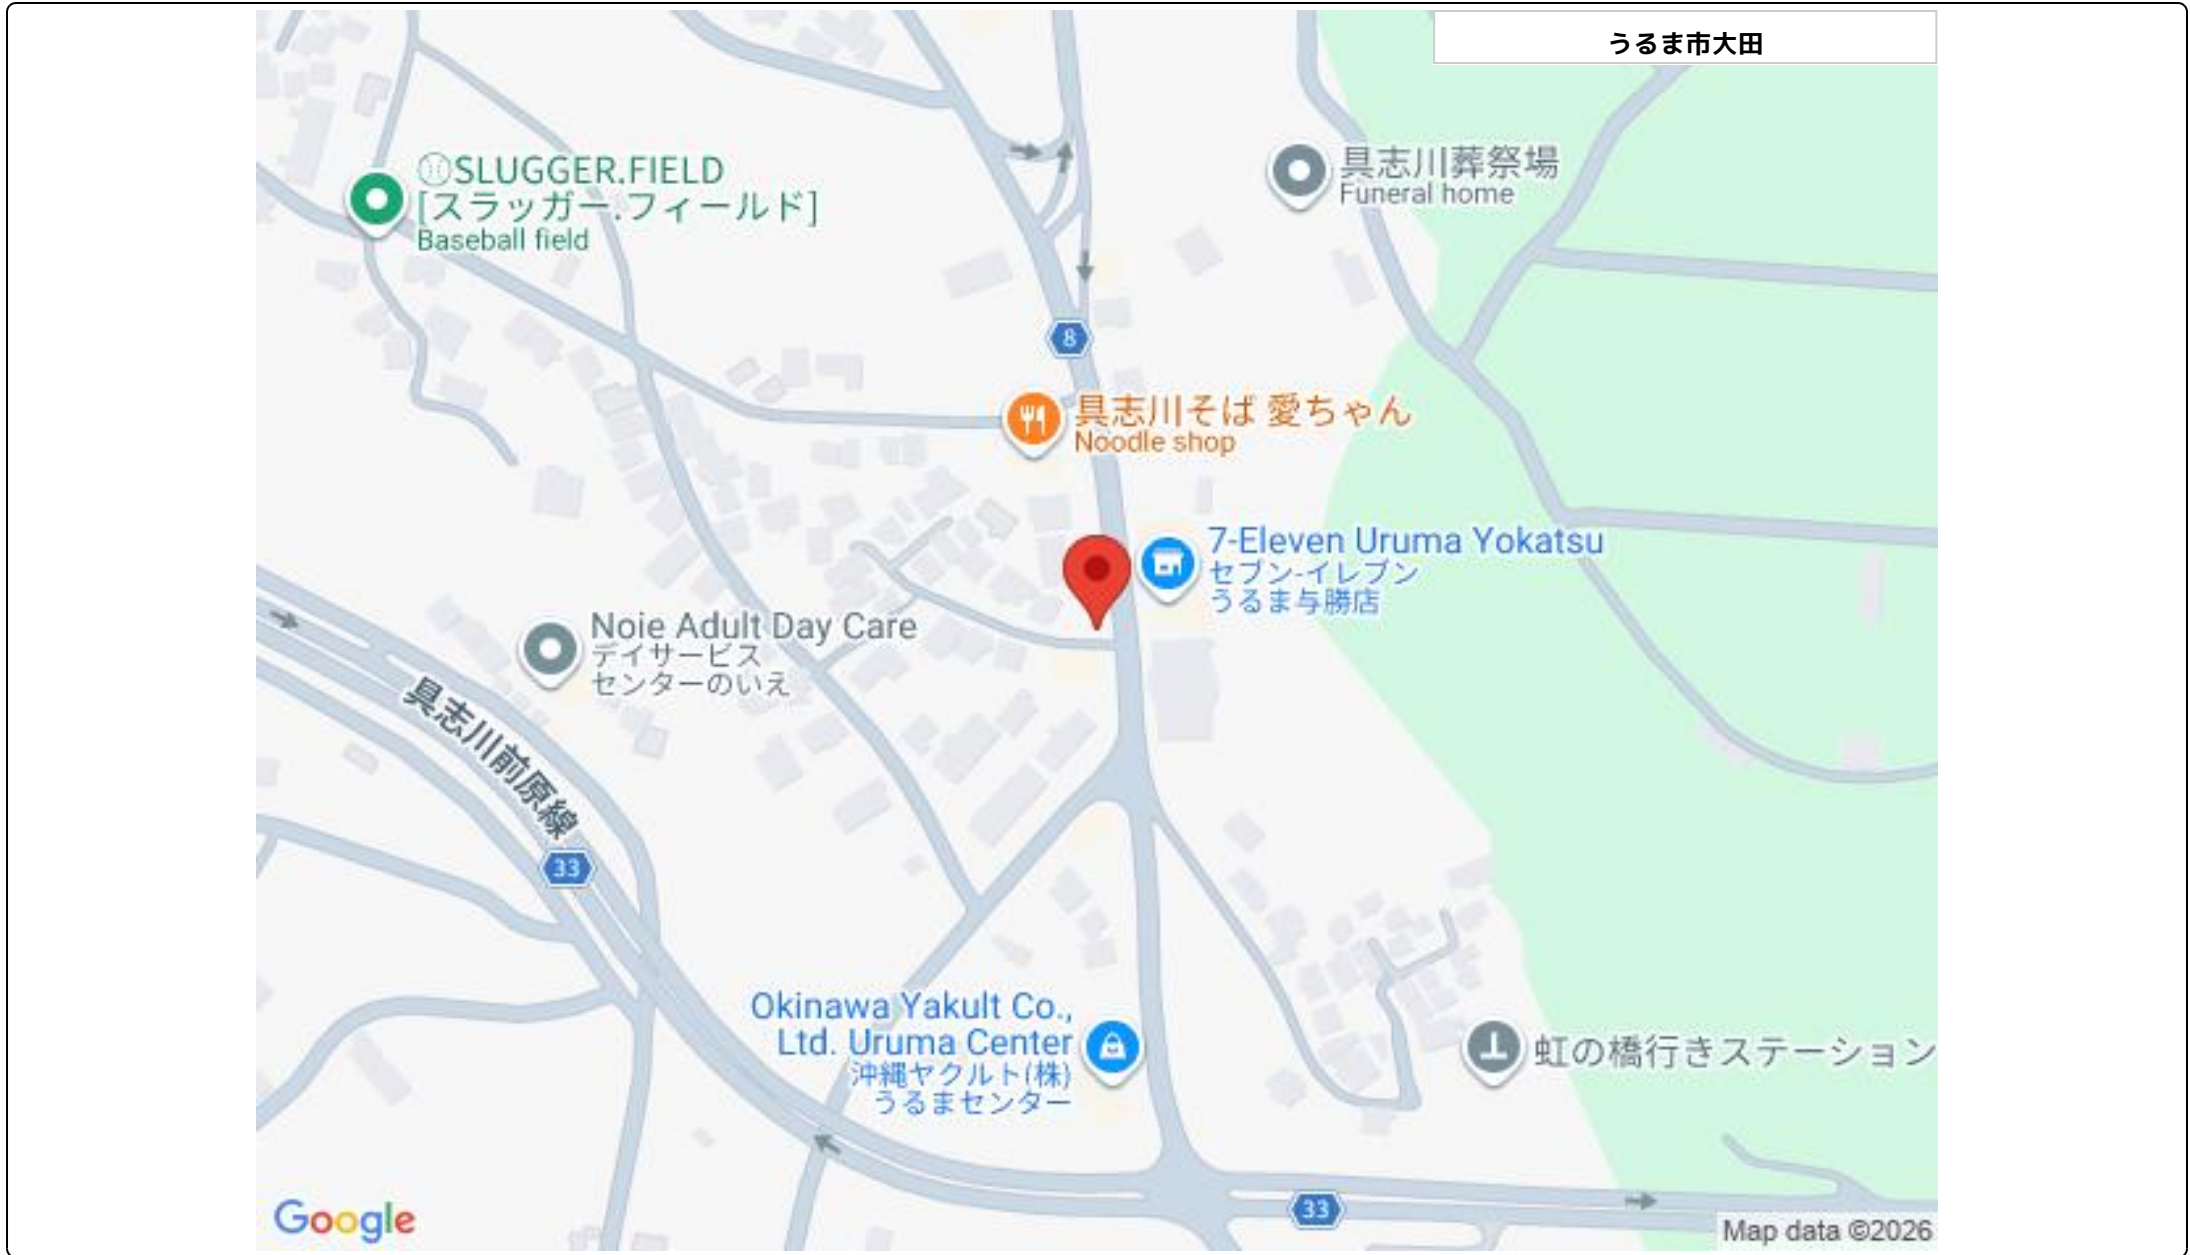 うるま市大田
SLUGGER.FIELD
[スラッガー.フィールド]
Baseball field
具志川葬祭場
Funeral home
8
具志川そば 愛ちゃん
Noodle shop
7-Eleven Uruma Yokatsu
セブン-イレブン
うるま与勝店
Noie Adult Day Care
デイサービス
センターのいえ
具志川前原線
33
Okinawa Yakult Co.,
Ltd. Uruma Center
沖縄ヤクルト(株)
うるまセンター
虹の橋行きステーション
33
Google
Map data ©2026